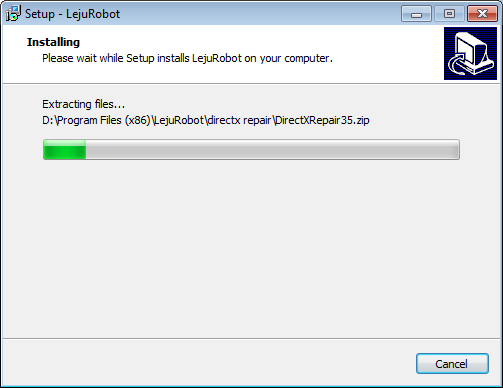 Setup - LejuRobot
Installing
Please wait while Setup installs LejuRobot on your computer.
Extracting files...
D:\Program Files (x86)\LejuRobot\directx repair\DirectXRepair35.zip
Cancel